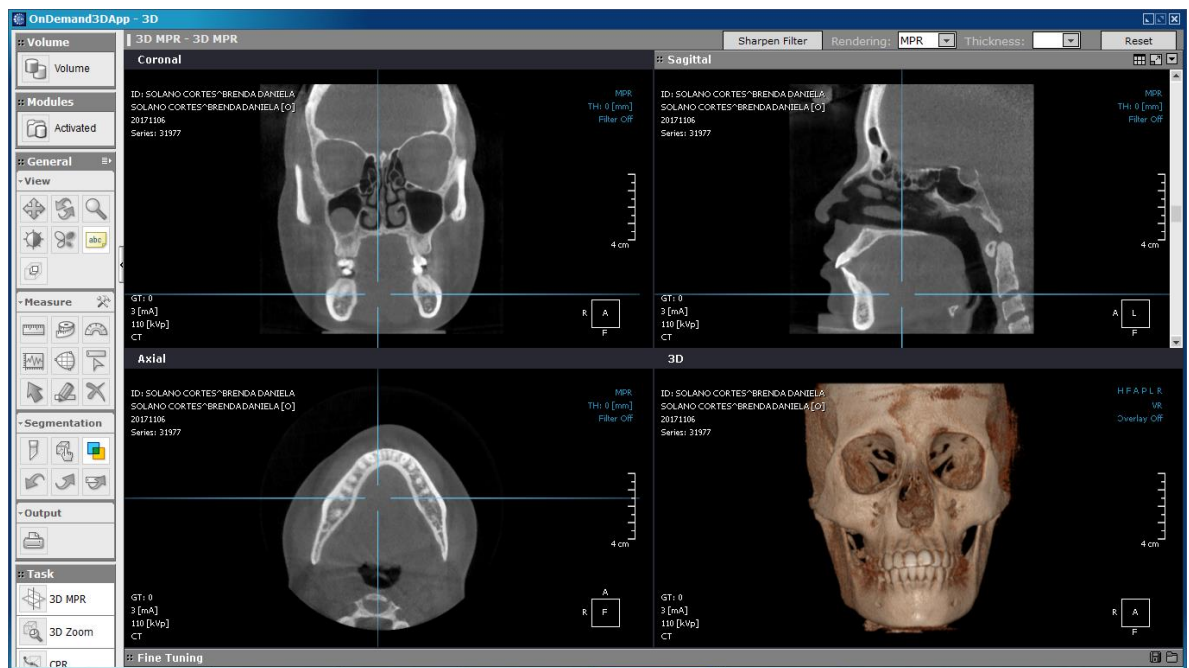 OnDemand3DApp - 3D
Volume
Volume
Modules
Activated
General
View
abc
Measure
Segmentation
Output
Task
3D MPR
3D Zoom
CPR
3D MPR - 3D MPR
Sharpen Filter
Rendering:
MPR
Thickness:
Reset
Coronal
ID: SOLANO CORTES^BRENDA DANIELA
SOLANO CORTES^BRENDA DANIELA [O]
20171106
Series: 31977
MPR
TH: 0 [mm]
Filter Off
4 cm
GT: 0
3 [mA]
110 [kVp]
CT
R
A
F
Sagittal
ID: SOLANO CORTES^BRENDA DANIELA
SOLANO CORTES^BRENDA DANIELA [O]
20171106
Series: 31977
MPR
TH: 0 [mm]
Filter Off
4 cm
GT: 0
3 [mA]
110 [kVp]
CT
A
L
F
Axial
ID: SOLANO CORTES^BRENDA DANIELA
SOLANO CORTES^BRENDA DANIELA [O]
20171106
Series: 31977
MPR
TH: 0 [mm]
Filter Off
4 cm
GT: 0
3 [mA]
110 [kVp]
CT
A
R
F
3D
ID: SOLANO CORTES^BRENDA DANIELA
SOLANO CORTES^BRENDA DANIELA [O]
20171106
Series: 31977
H F A P L R
VR
Overlay Off
4 cm
GT: 0
3 [mA]
110 [kVp]
CT
R
A
F
Fine Tuning